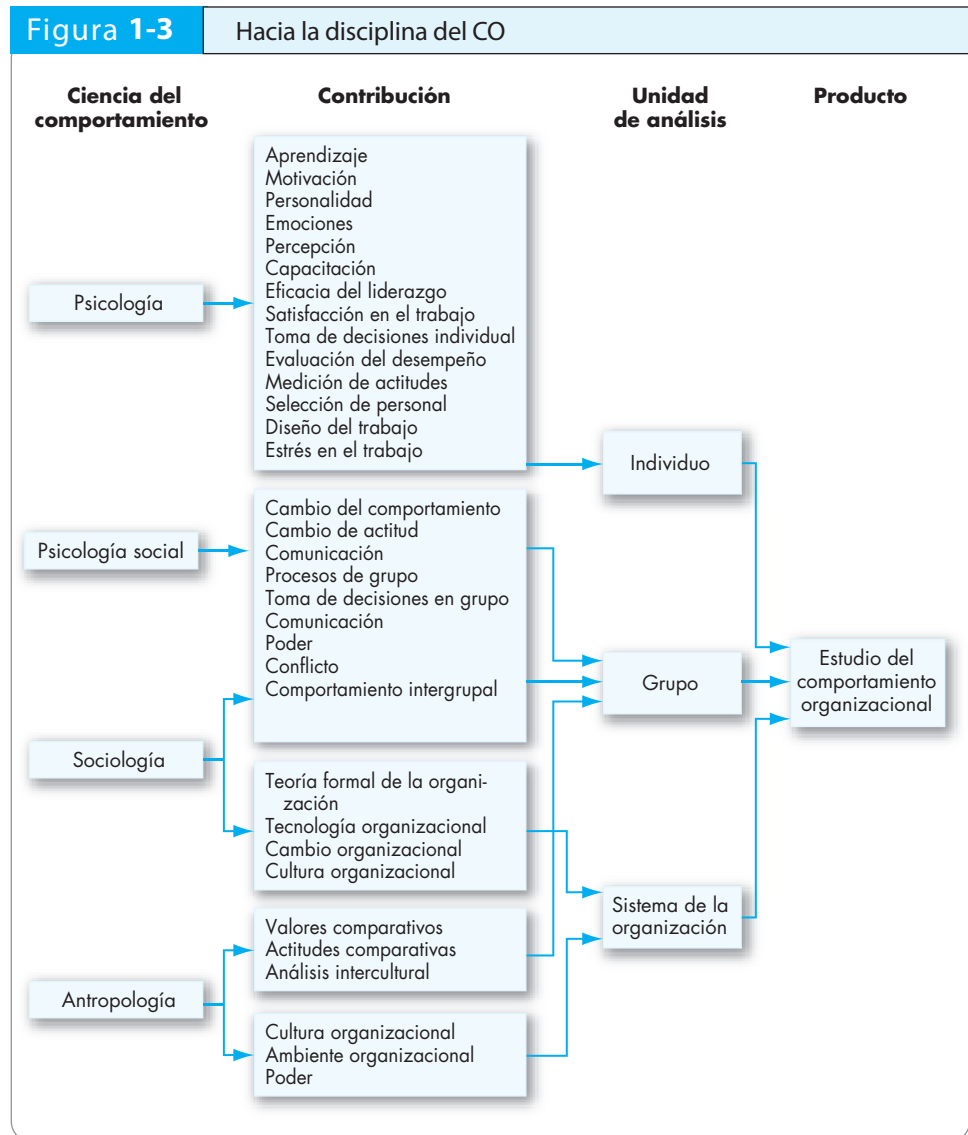 Figura 1-3
Hacia la disciplina del CO
Ciencia del
comportamiento
Contribución
Unidad
de análisis
Producto
Psicología
Aprendizaje
Motivación
Personalidad
Emociones
Percepción
Capacitación
Eficacia del liderazgo
Satisfacción en el trabajo
Toma de decisiones individual
Evaluación del desempeño
Medición de actitudes
Selección de personal
Diseño del trabajo
Estrés en el trabajo
Individuo
Psicología social
Cambio del comportamiento
Cambio de actitud
Comunicación
Procesos de grupo
Toma de decisiones en grupo
Comunicación
Poder
Conflicto
Comportamiento intergrupal
Grupo
Estudio del
comportamiento
organizacional
Sociología
Teoría formal de la organi-
zación
Tecnología organizacional
Cambio organizacional
Cultura organizacional
Sistema de la
organización
Valores comparativos
Actitudes comparativas
Análisis intercultural
Antropología
Cultura organizacional
Ambiente organizacional
Poder